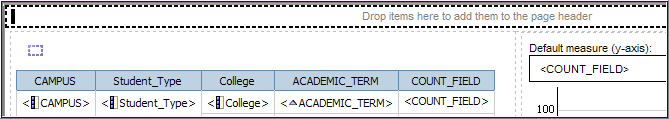 Drop items here to add them to the page header
Default measure (y-axis):
<COUNT_FIELD>
CAMPUS Student_Type College ACADEMIC_TERM COUNT_FIELD
<CAMPUS> <Student_Type> <College> <ACADEMIC_TERM> <COUNT_FIELD>
100